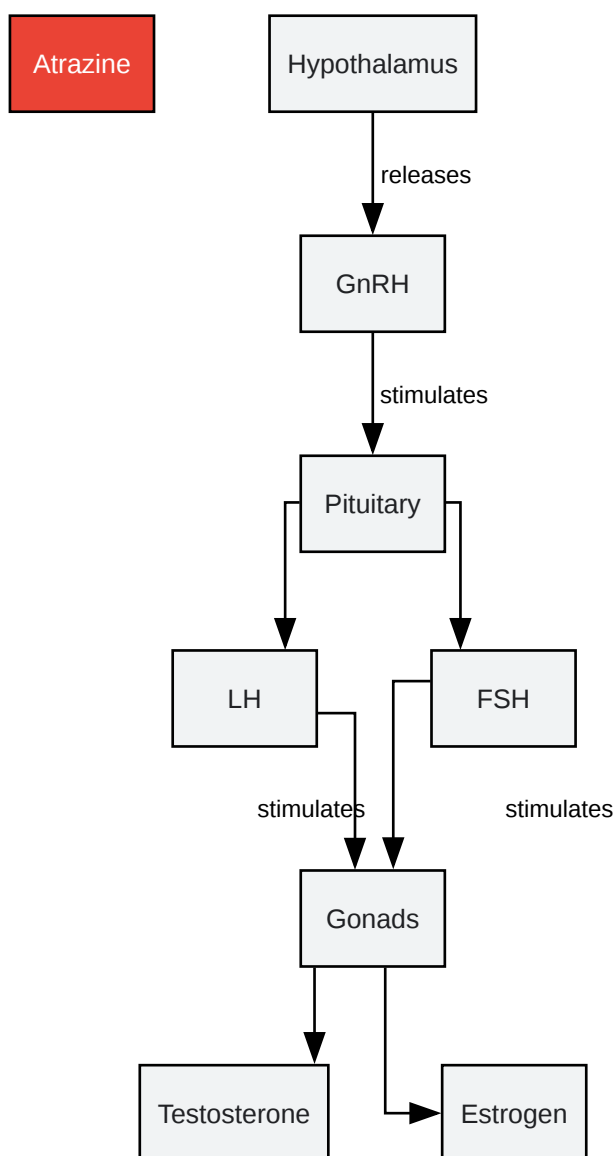 Atrazine
Hypothalamus
releases
GnRH
stimulates
Pituitary
LH
FSH
stimulates
stimulates
Gonads
Testosterone
Estrogen